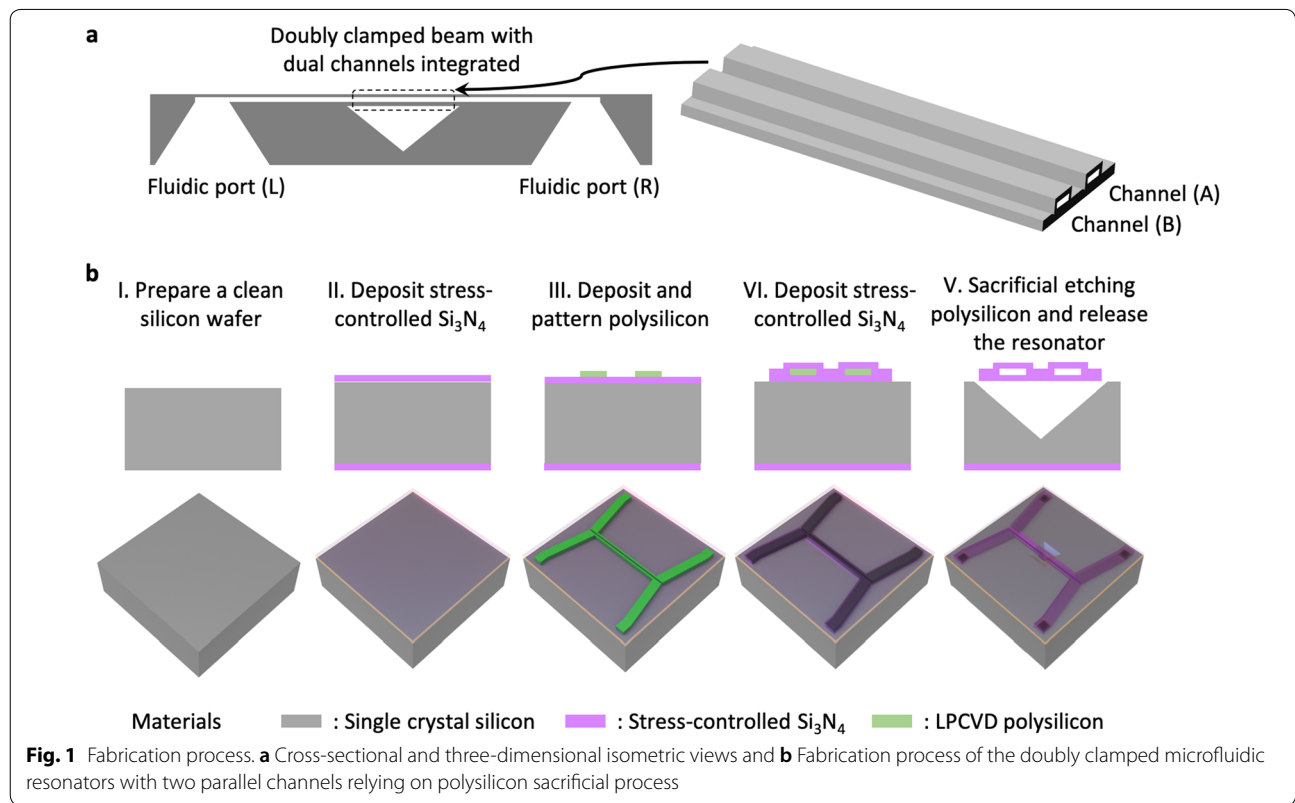 a
Doubly clamped beam with
dual channels integrated
Fluidic port (L)
Fluidic port (R)
Channel (A)
Channel (B)
b
I. Prepare a clean
silicon wafer
II. Deposit stress-
controlled Si₃N₄
III. Deposit and
pattern polysilicon
VI. Deposit stress-
controlled Si₃N₄
V. Sacrificial etching
polysilicon and release
the resonator
Materials
: Single crystal silicon
: Stress-controlled Si₃N₄
: LPCVD polysilicon
Fig. 1 Fabrication process. a Cross-sectional and three-dimensional isometric views and b Fabrication process of the doubly clamped microfluidic
resonators with two parallel channels relying on polysilicon sacrificial process